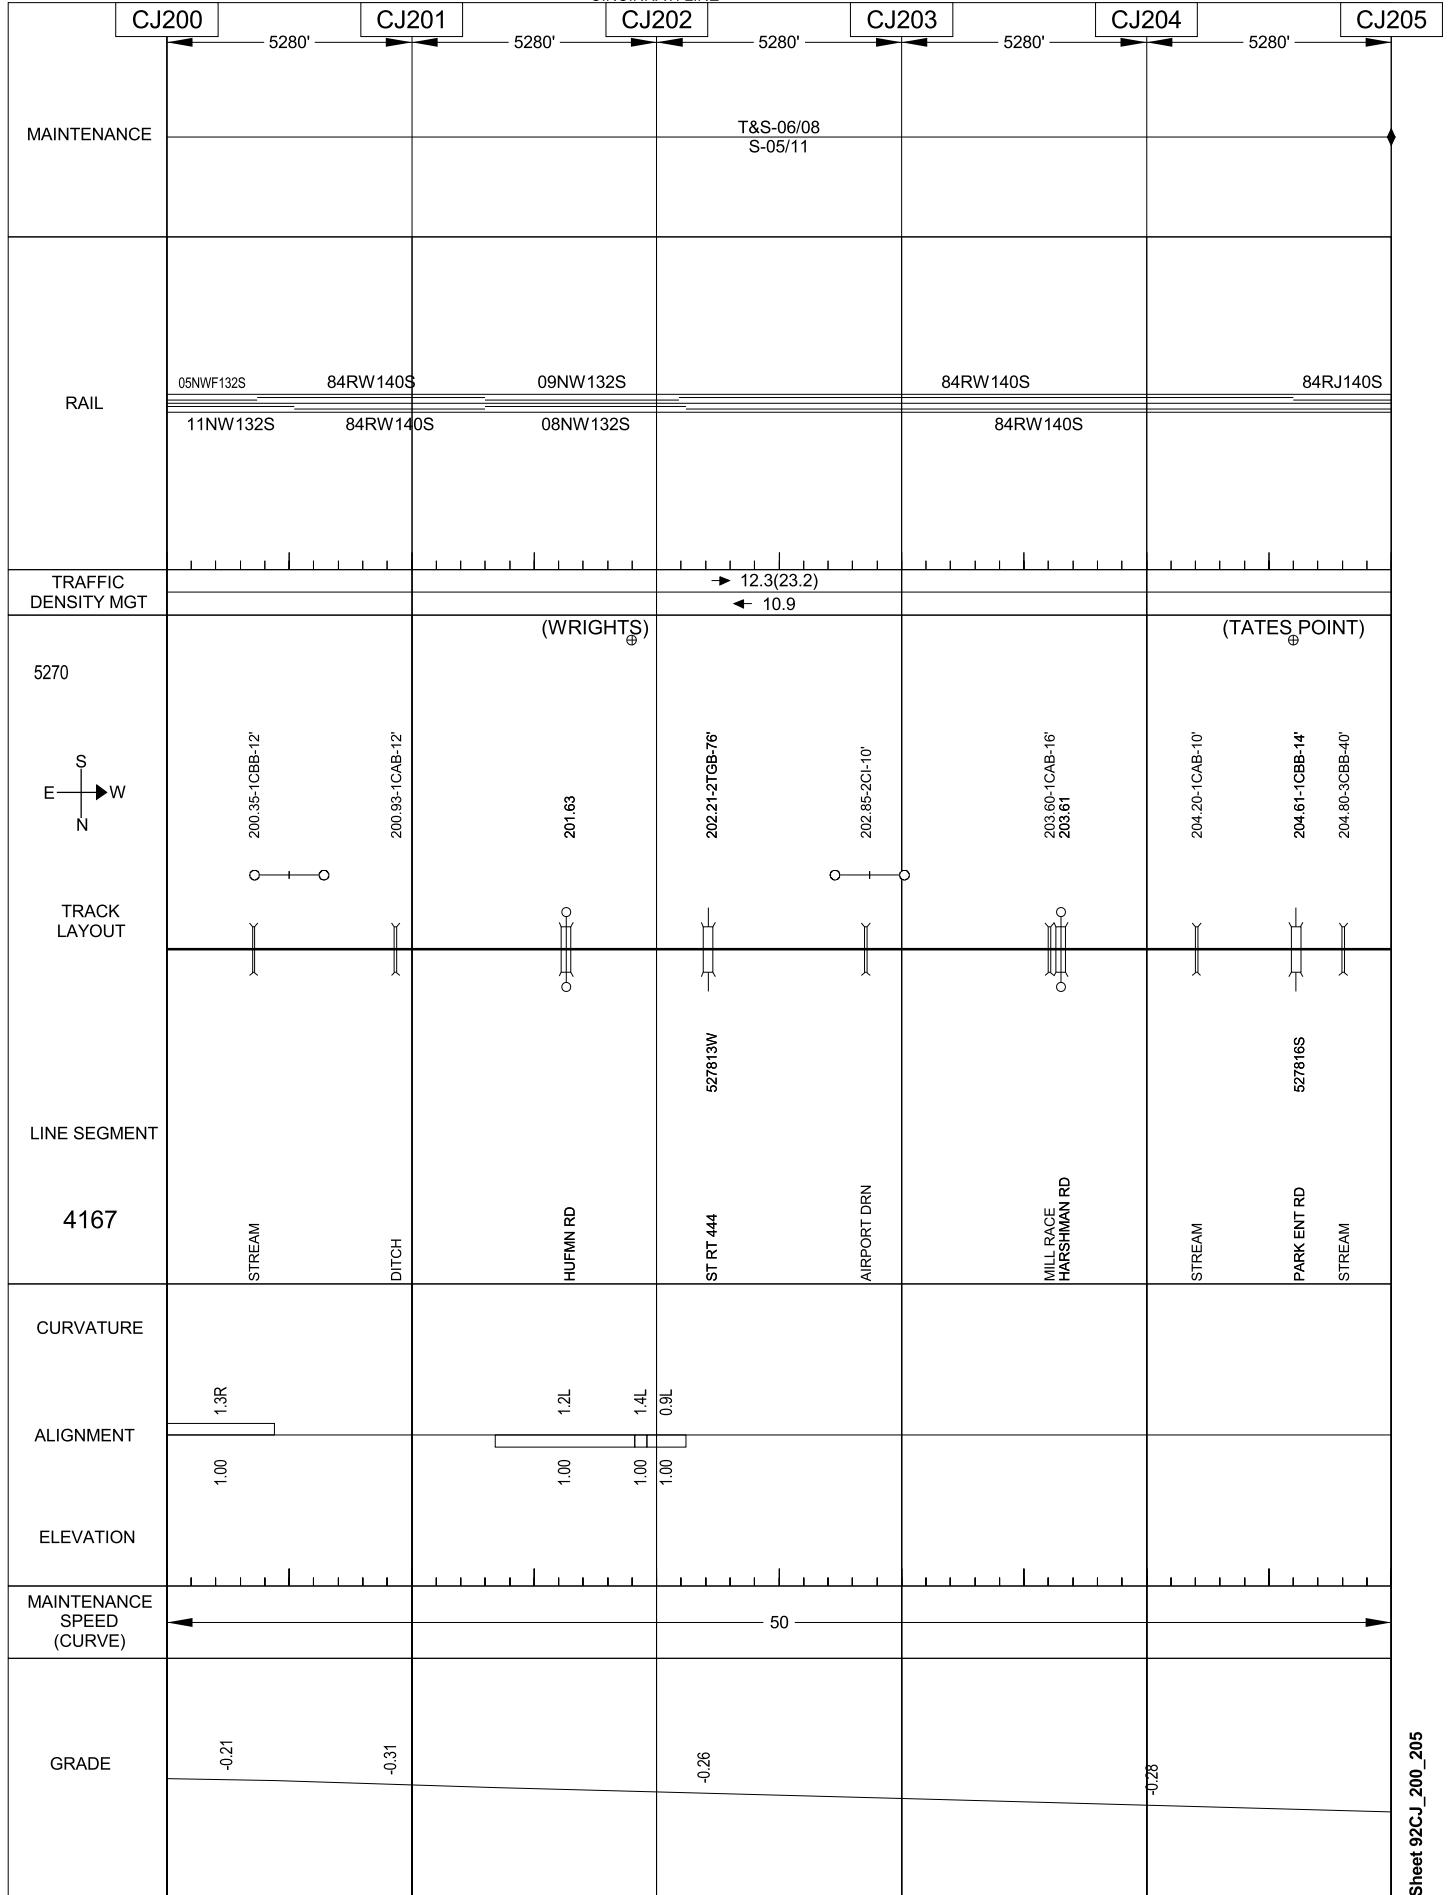 CJ200 CJ201 CJ202 CJ203 CJ204 CJ205
5280' 5280' 5280' 5280' 5280'
MAINTENANCE
T&S-06/08
S-05/11
RAIL
05NWF132S 84RW140S 09NW132S 84RW140S 84RJ140S
11NW132S 84RW140S 08NW132S 84RW140S
TRAFFIC
DENSITY MGT
12.3(23.2)
10.9
(WRIGHTS) (TATES POINT)
5270
S
E W
N
200.35-1CBB-12'
200.93-1CAB-12'
201.63
202.21-2TGB-76'
202.85-2CI-10'
203.60-1CAB-16'
203.61
204.20-1CAB-10'
204.61-1CBB-14'
204.80-3CBB-40'
TRACK
LAYOUT
527813W
527816S
LINE SEGMENT
4167
STREAM
DITCH
HUFMN RD
ST RT 444
AIRPORT DRN
MILL RACE
HARSHMAN RD
STREAM
PARK ENT RD
STREAM
CURVATURE
1.3R 1.2L 1.4L 0.9L
ALIGNMENT
1.00 1.00 1.00 1.00
ELEVATION
MAINTENANCE
SPEED
(CURVE)
50
GRADE
-0.21 -0.31 -0.26 -0.28
Sheet 92CJ_200_205